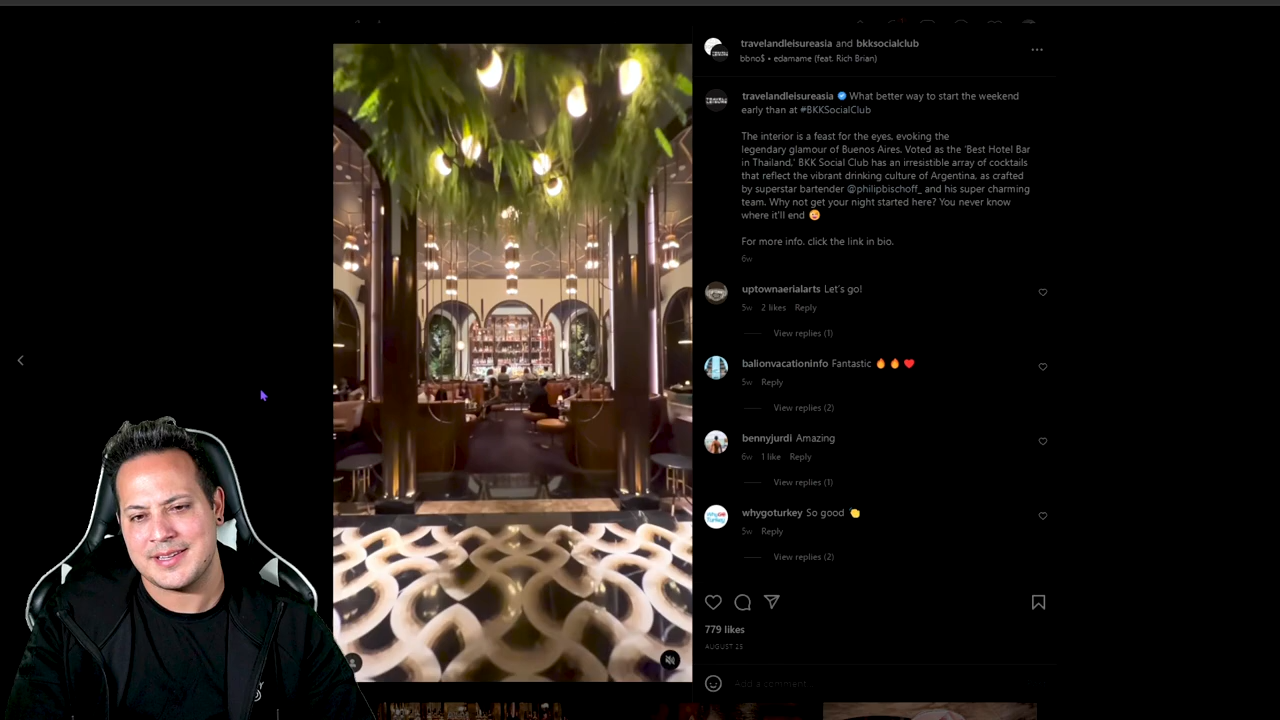 travelandleisureasia and bkksocialclub
bbno$ • edamame (feat. Rich Brian)
travelandleisureasia What better way to start the weekend
early than at #BKKSocialClub
The interior is a feast for the eyes, evoking the
legendary glamour of Buenos Aires. Voted as the 'Best Hotel Bar
in Thailand,' BKK Social Club has an irresistible array of cocktails
that reflect the vibrant drinking culture of Argentina, as crafted
by superstar bartender @philipbischoff_ and his super charming
team. Why not get your night started here? You never know
where it'll end 😜
For more info, click the link in bio.
6w
uptownaerialarts Let's go!
5w 2 likes Reply
View replies (1)
balionvacationinfo Fantastic 🔥🔥❤️
5w Reply
View replies (2)
bennyjurdi Amazing
6w 1 like Reply
View replies (1)
whygoturkey So good 👏
5w Reply
View replies (2)
779 likes
Add a comment...